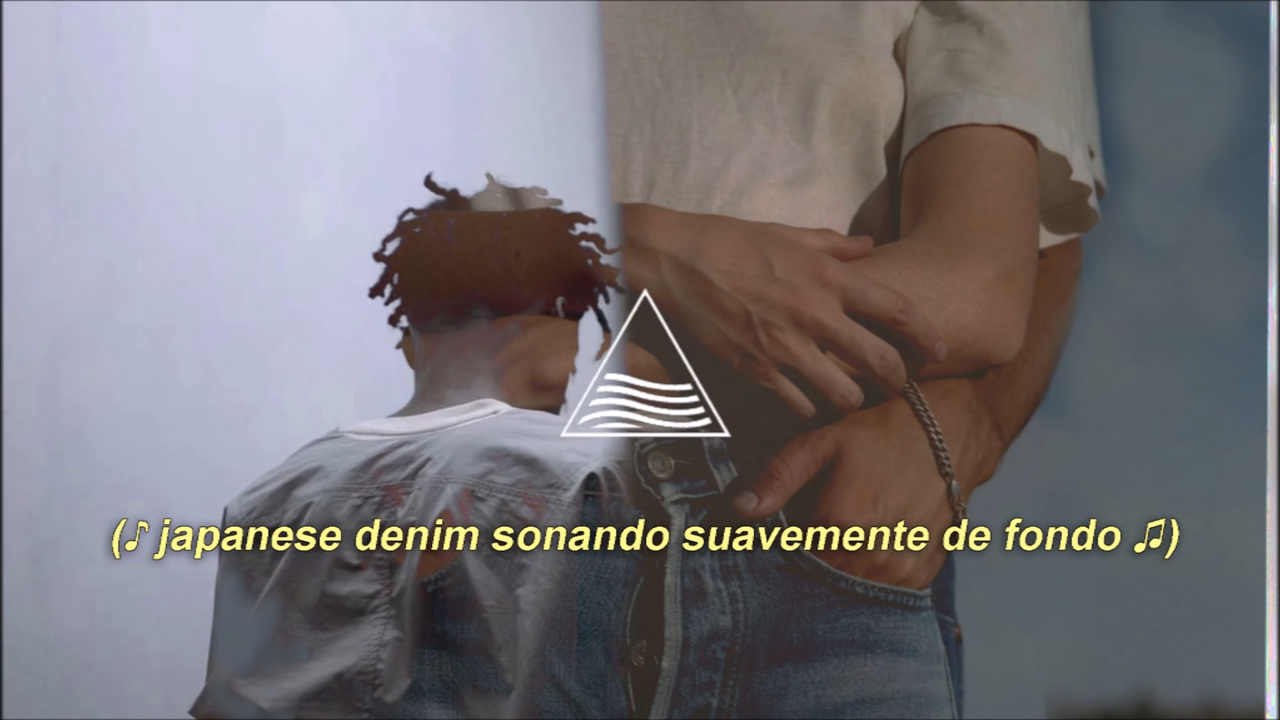 (♪ japanese denim sonando suavemente de fondo ♫)